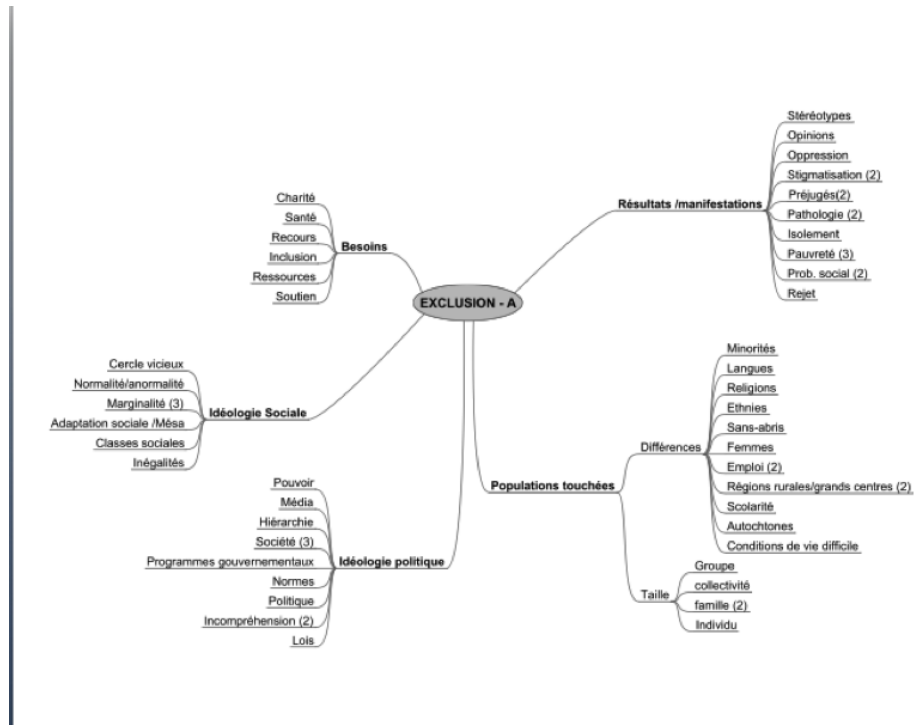 EXCLUSION - A
Besoins
Charité
Santé
Recours
Inclusion
Ressources
Soutien
Idéologie Sociale
Cercle vicieux
Normalité/anormalité
Marginalité (3)
Adaptation sociale /Mésa
Classes sociales
Inégalités
Idéologie politique
Pouvoir
Média
Hiérarchie
Société (3)
Programmes gouvernementaux
Normes
Politique
Incompréhension (2)
Lois
Résultats /manifestations
Stéréotypes
Opinions
Oppression
Stigmatisation (2)
Préjugés(2)
Pathologie (2)
Isolement
Pauvreté (3)
Prob. social (2)
Rejet
Populations touchées
Différences
Minorités
Langues
Religions
Ethnies
Sans-abris
Femmes
Emploi (2)
Régions rurales/grands centres (2)
Scolarité
Autochtones
Conditions de vie difficile
Taille
Groupe
collectivité
famille (2)
Individu